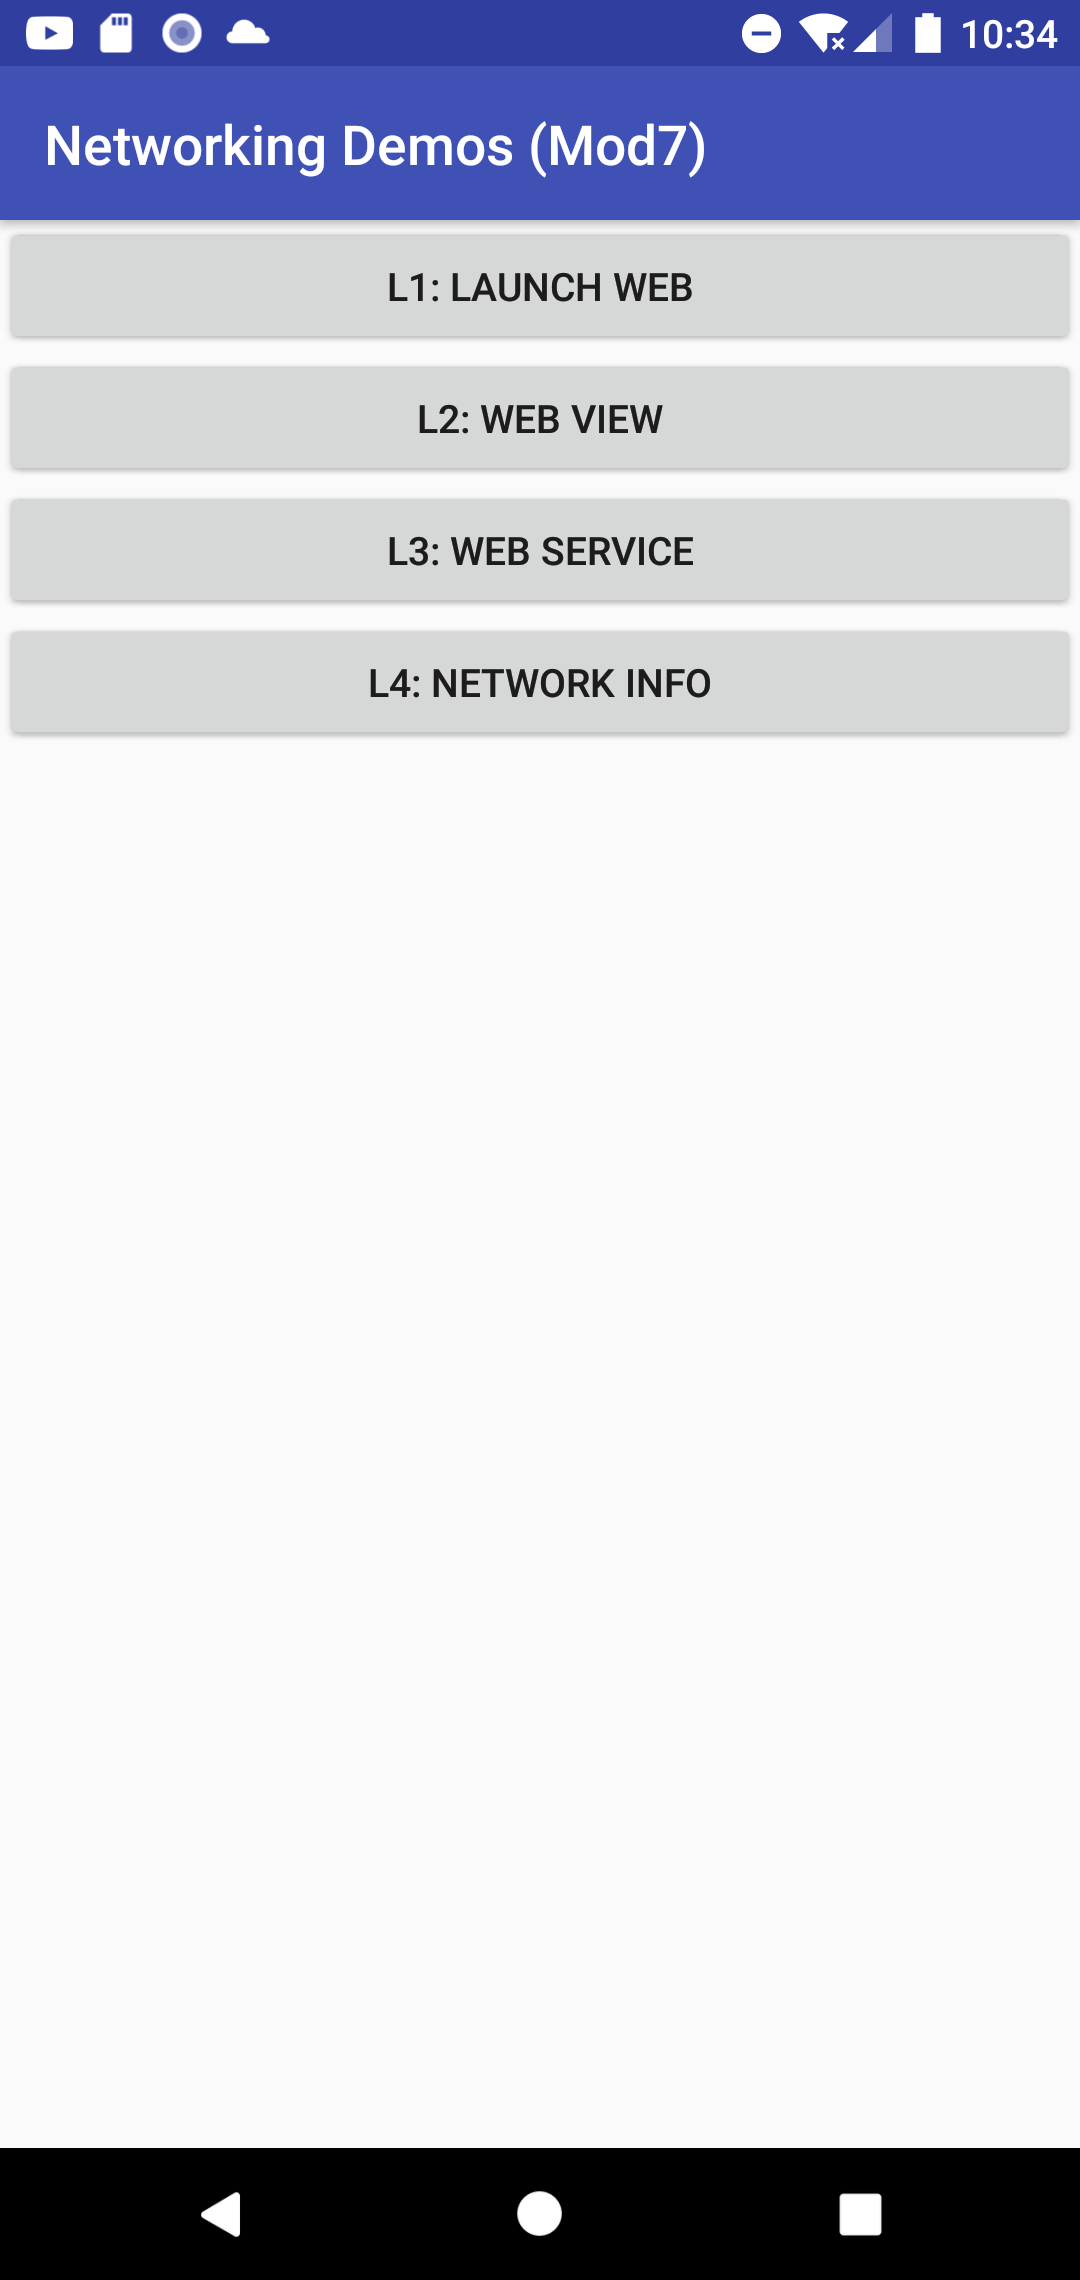 10:34
Networking Demos (Mod7)
L1: LAUNCH WEB
L2: WEB VIEW
L3: WEB SERVICE
L4: NETWORK INFO